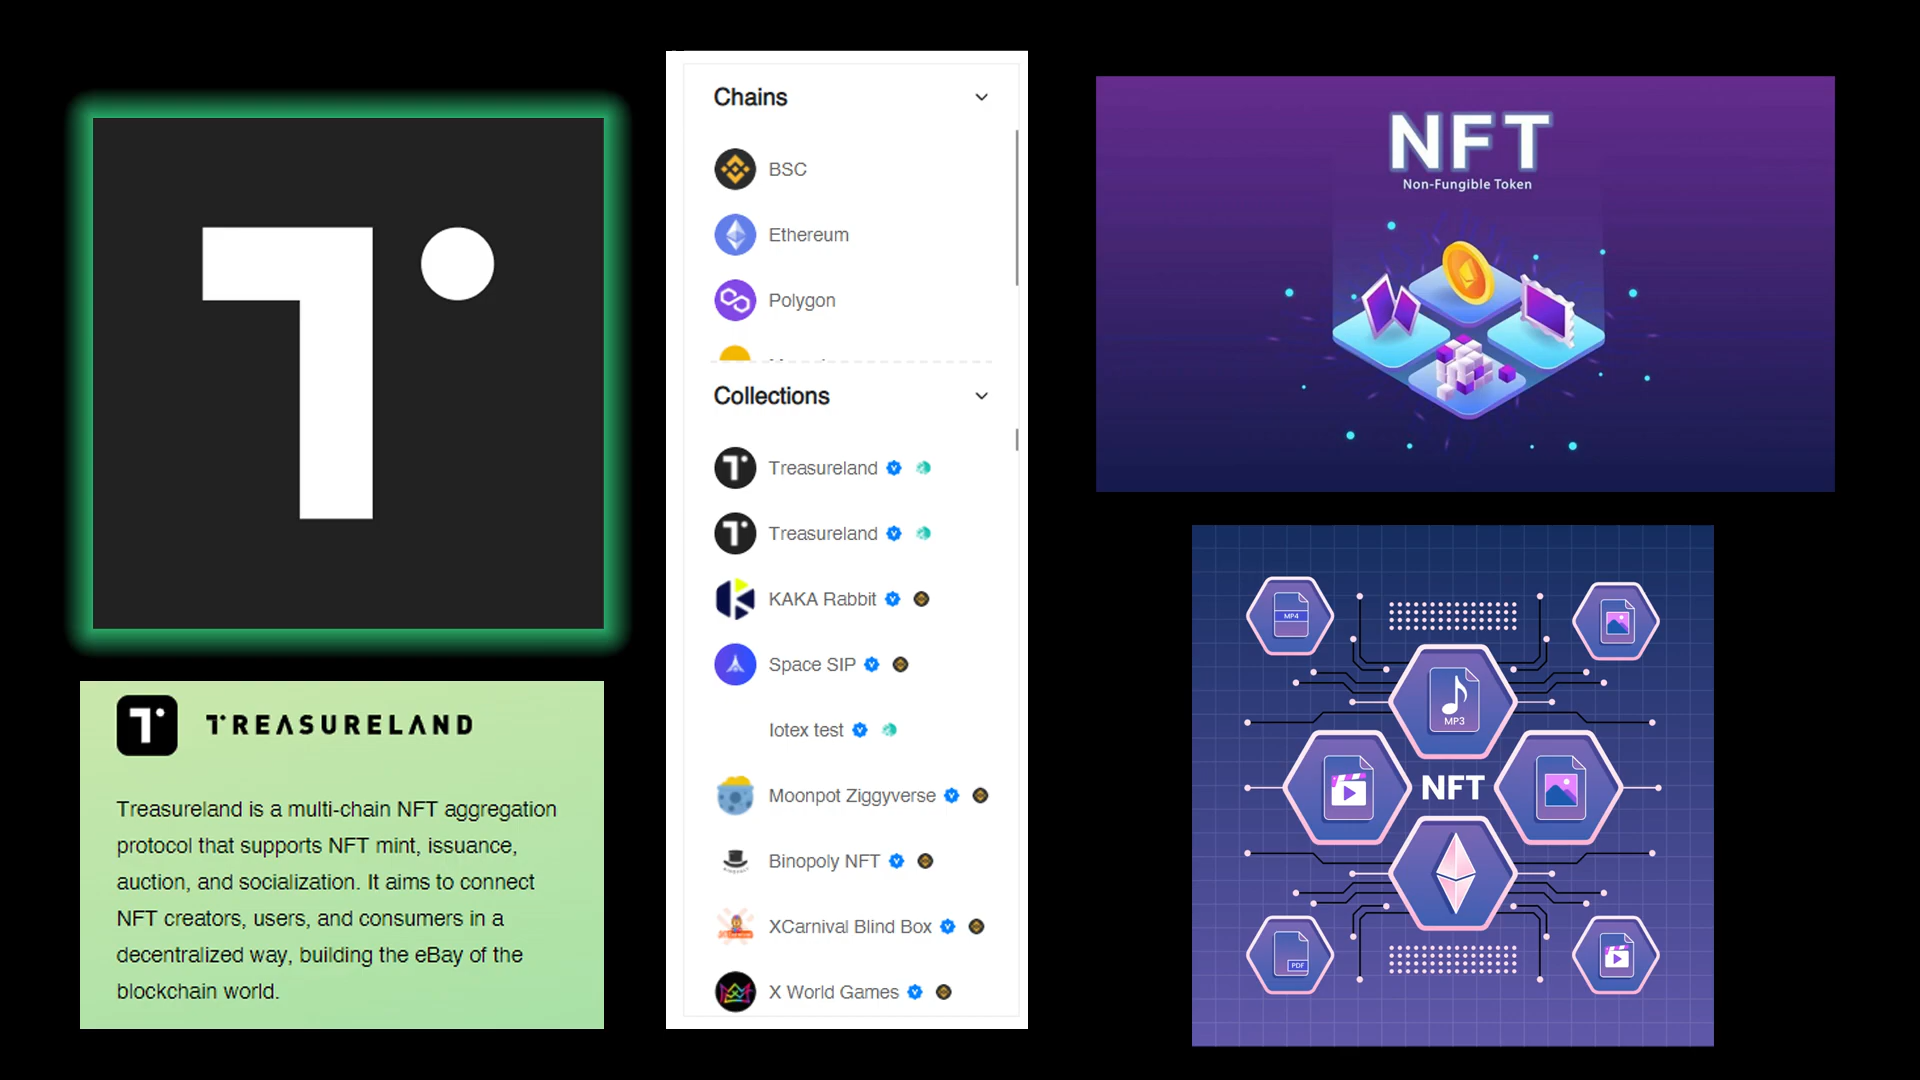 TREASURELAND
Treasureland is a multi-chain NFT aggregation
protocol that supports NFT mint, issuance,
auction, and socialization. It aims to connect
NFT creators, users, and consumers in a
decentralized way, building the eBay of the
blockchain world.
Chains
BSC
Ethereum
Polygon
Collections
Treasureland
Treasureland
KAKA Rabbit
Space SIP
Iotex test
Moonpot Ziggyverse
Binopoly NFT
XCarnival Blind Box
X World Games
NFT
Non-Fungible Token
MP4
MP3
NFT
PDF